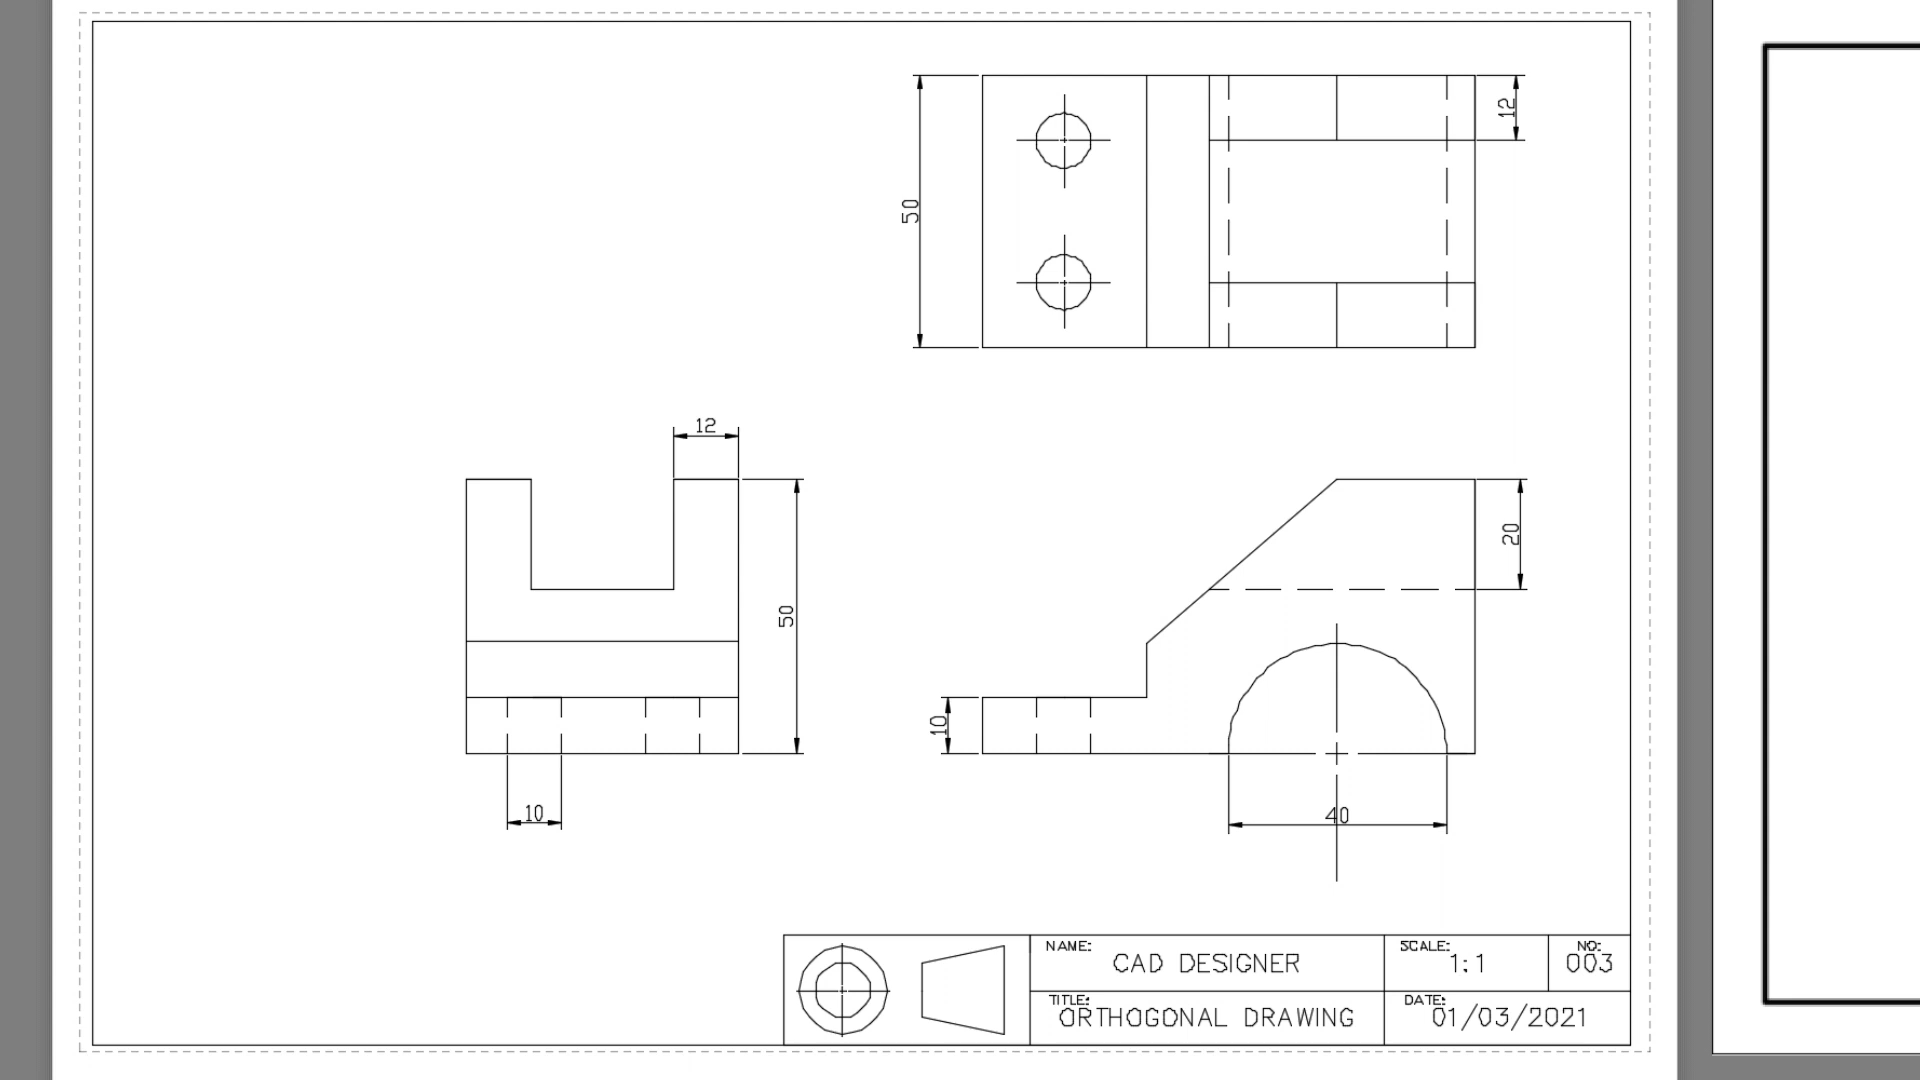 12
50
12
50
20
10
10
40
NAME: CAD DESIGNER
SCALE: 1:1
NO: 003
TITLE: ORTHOGONAL DRAWING
DATE: 01/03/2021